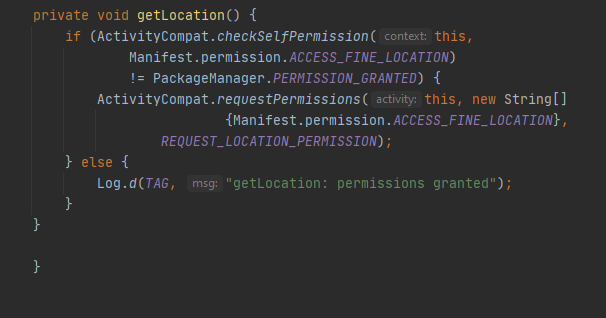 private void getLocation() {
if (ActivityCompat.checkSelfPermission( context: this,
Manifest.permission.ACCESS_FINE_LOCATION)
!= PackageManager.PERMISSION_GRANTED) {
ActivityCompat.requestPermissions( activity: this, new String[]
{Manifest.permission.ACCESS_FINE_LOCATION},
REQUEST_LOCATION_PERMISSION);
} else {
Log.d(TAG, msg: "getLocation: permissions granted");
}
}
}